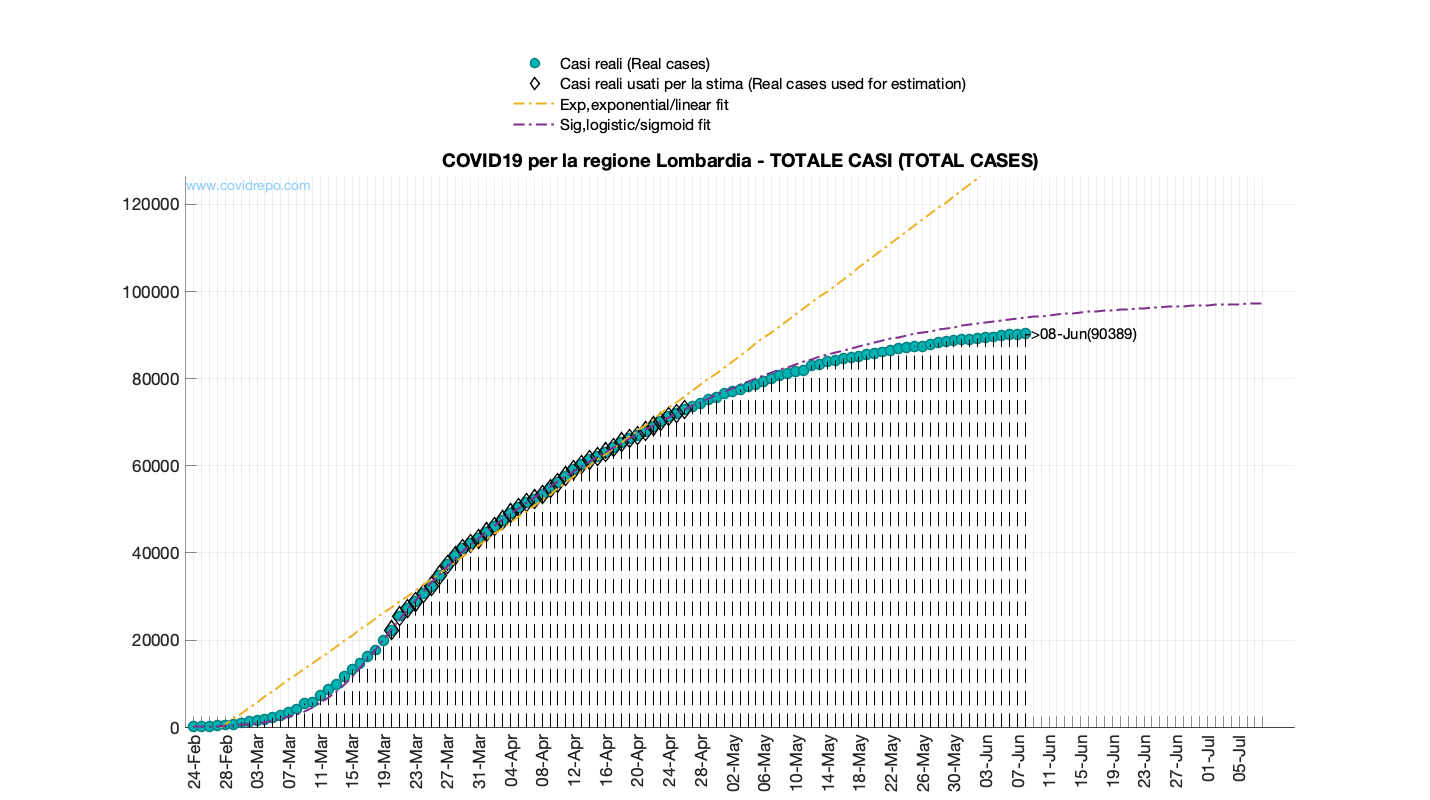 Casi reali (Real cases)
Casi reali usati per la stima (Real cases used for estimation)
Exp,exponential/linear fit
Sig,logistic/sigmoid fit
COVID19 per la regione Lombardia - TOTALE CASI (TOTAL CASES)
www.covidrepo.com
120000
100000
80000
60000
40000
20000
0
->08-Jun(90389)
24-Feb
28-Feb
03-Mar
07-Mar
11-Mar
15-Mar
19-Mar
23-Mar
27-Mar
31-Mar
04-Apr
08-Apr
12-Apr
16-Apr
20-Apr
24-Apr
28-Apr
02-May
06-May
10-May
14-May
18-May
22-May
26-May
30-May
03-Jun
07-Jun
11-Jun
15-Jun
19-Jun
23-Jun
27-Jun
01-Jul
05-Jul